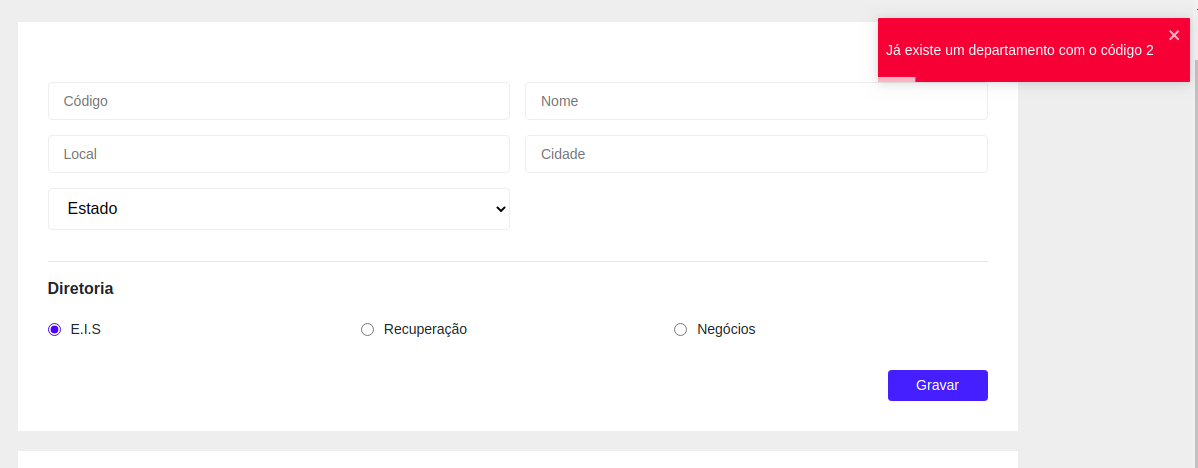 Já existe um departamento com o código 2
Código
Nome
Local
Cidade
Estado
Diretoria
E.I.S
Recuperação
Negócios
Gravar